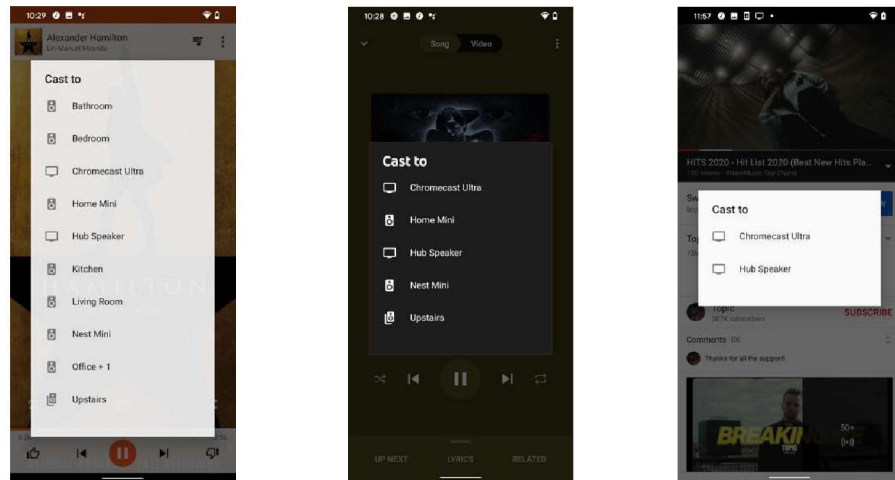 10:29
Alexander Hamilton
Lin-Manuel Miranda
Cast to
Bathroom
Bedroom
Chromecast Ultra
Home Mini
Hub Speaker
Kitchen
HAMILTON
Living Room
Nest Mini
Office + 1
Upstairs
10:28
Song Video
Cast to
Chromecast Ultra
Home Mini
Hub Speaker
Nest Mini
Upstairs
UP NEXT LYRICS RELATED
11:57
HITS 2020 - Hit List 2020 (Best New Hits Pla...
Cast to
Chromecast Ultra
Hub Speaker
Topic
SUBSCRIBE
Comments
Thanks for all the support!
50+